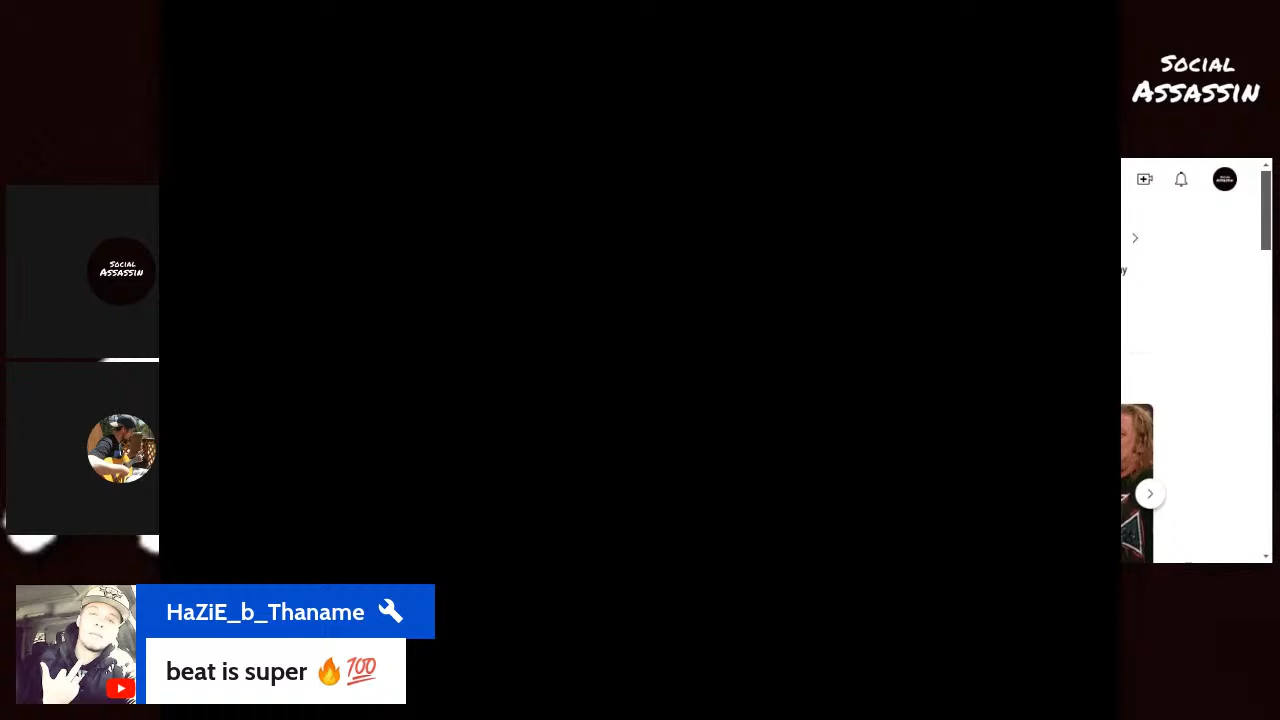 Social
Assassin
Social
Assassin
HaZiE_b_Thaname
beat is super 🔥💯